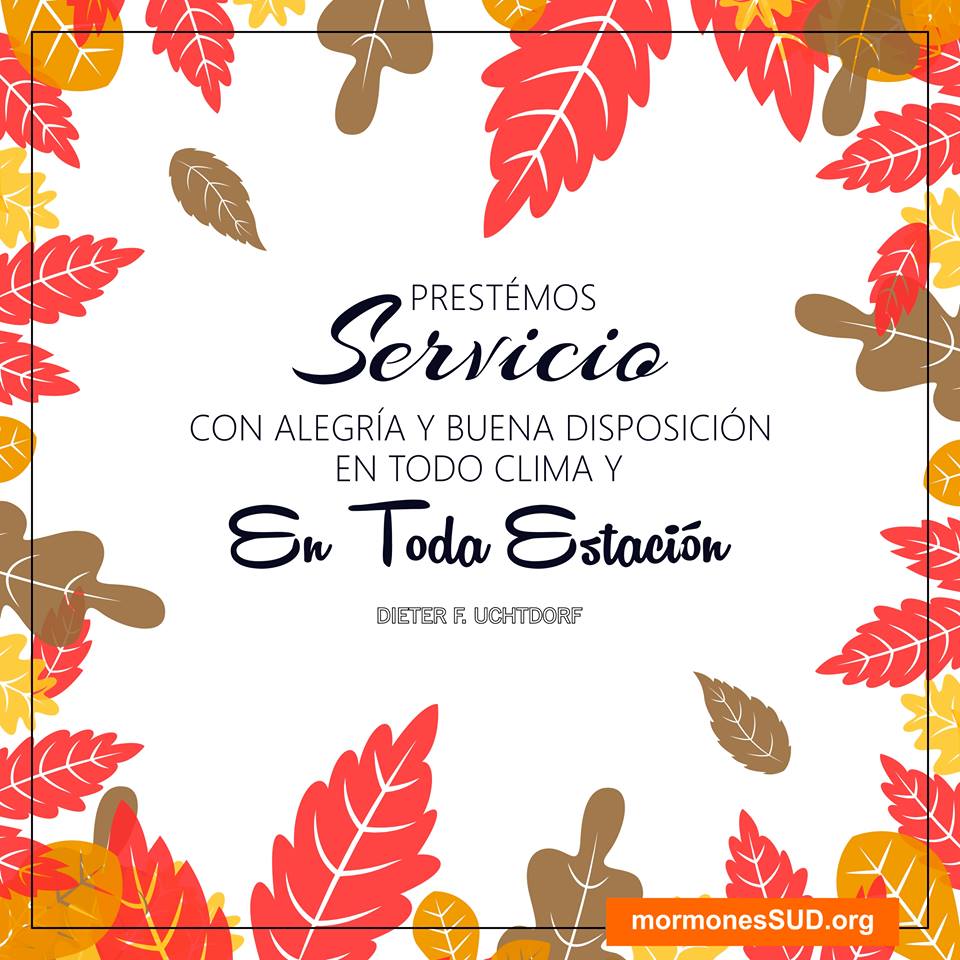 PRESTÉMOS
Servicio
CON ALEGRÍA Y BUENA DISPOSICIÓN
EN TODO CLIMA Y
En Toda Estación
DIETER F. UCHTDORF
mormonesSUD.org